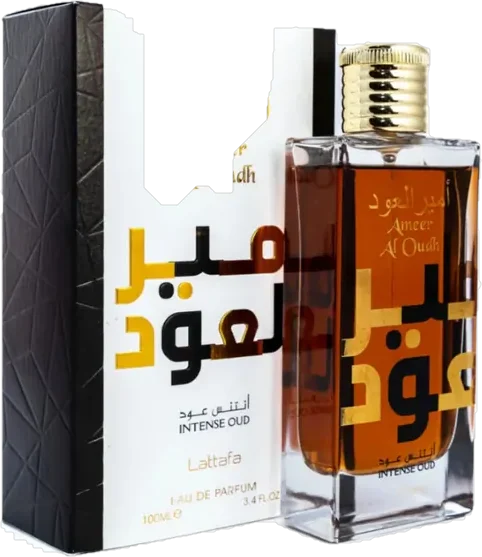 أمير
العود
أنتنس عود
INTENSE OUD
Lattafa
EAU DE PARFUM
100ML℮ 3.4 FL.OZ
أمير العود
Ameer
Al Oudh
أمير
العود
أنتنس عود
INTENSE OUD